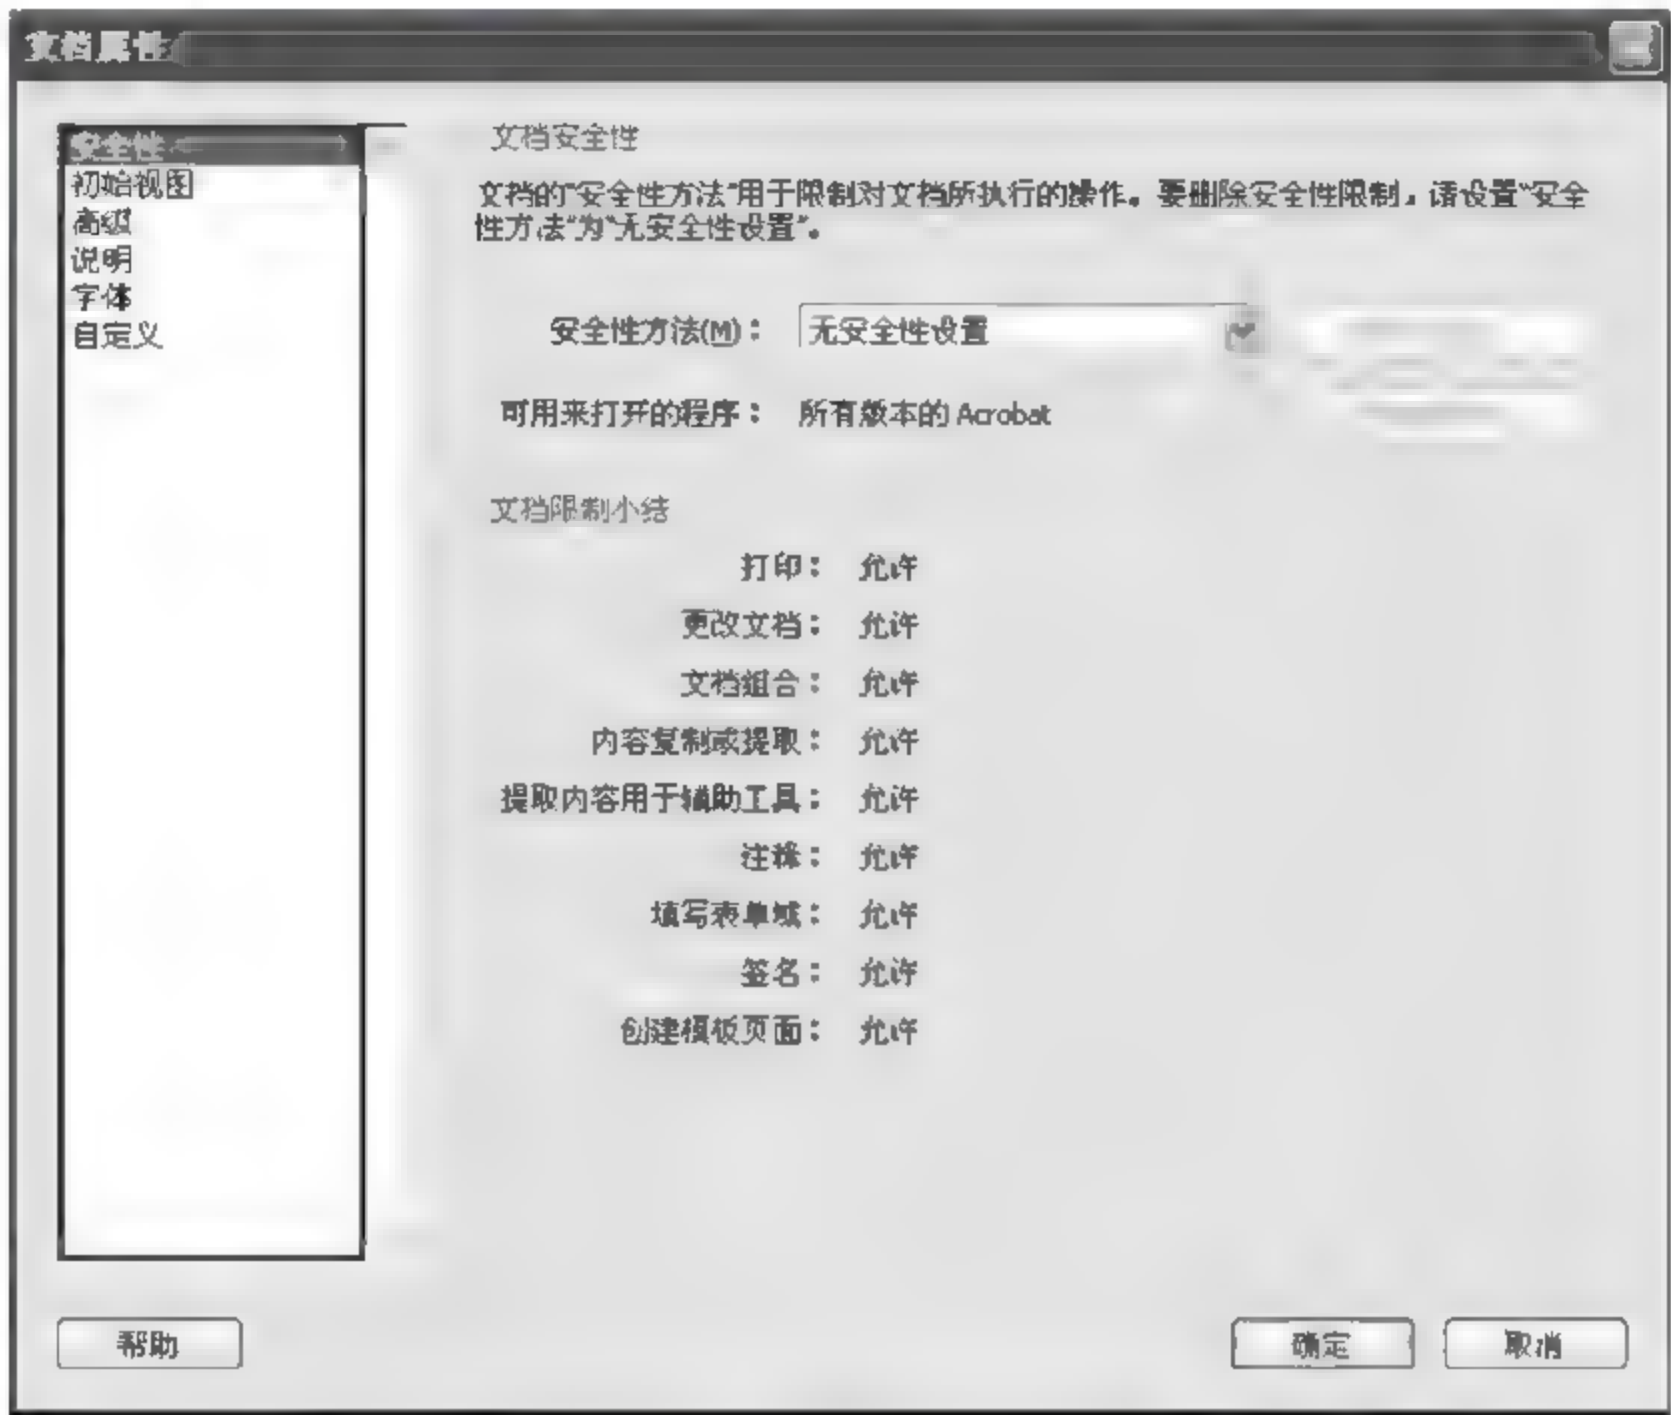 文档属性
安全性
初始视图
高级
说明
字体
自定义
文档安全性
文档的"安全性方法"用于限制对文档所执行的操作。要删除安全性限制，请设置"安全
性方法"为"无安全性设置"。
安全性方法(M)： 无安全性设置
可用来打开的程序： 所有版本的 Acrobat
文档限制小结
打印： 允许
更改文档： 允许
文档组合： 允许
内容复制或提取： 允许
提取内容用于辅助工具： 允许
注释： 允许
填写表单域： 允许
签名： 允许
创建模板页面： 允许
帮助 确定 取消